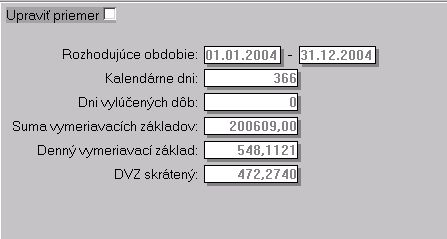 Upraviť priemer
Rozhodujúce obdobie: 01.01.2004 - 31.12.2004
Kalendárne dni: 366
Dni vylúčených dôb: 0
Suma vymeriavacích základov: 200609,00
Denný vymeriavací základ: 548,1121
DVZ skrátený: 472,2740